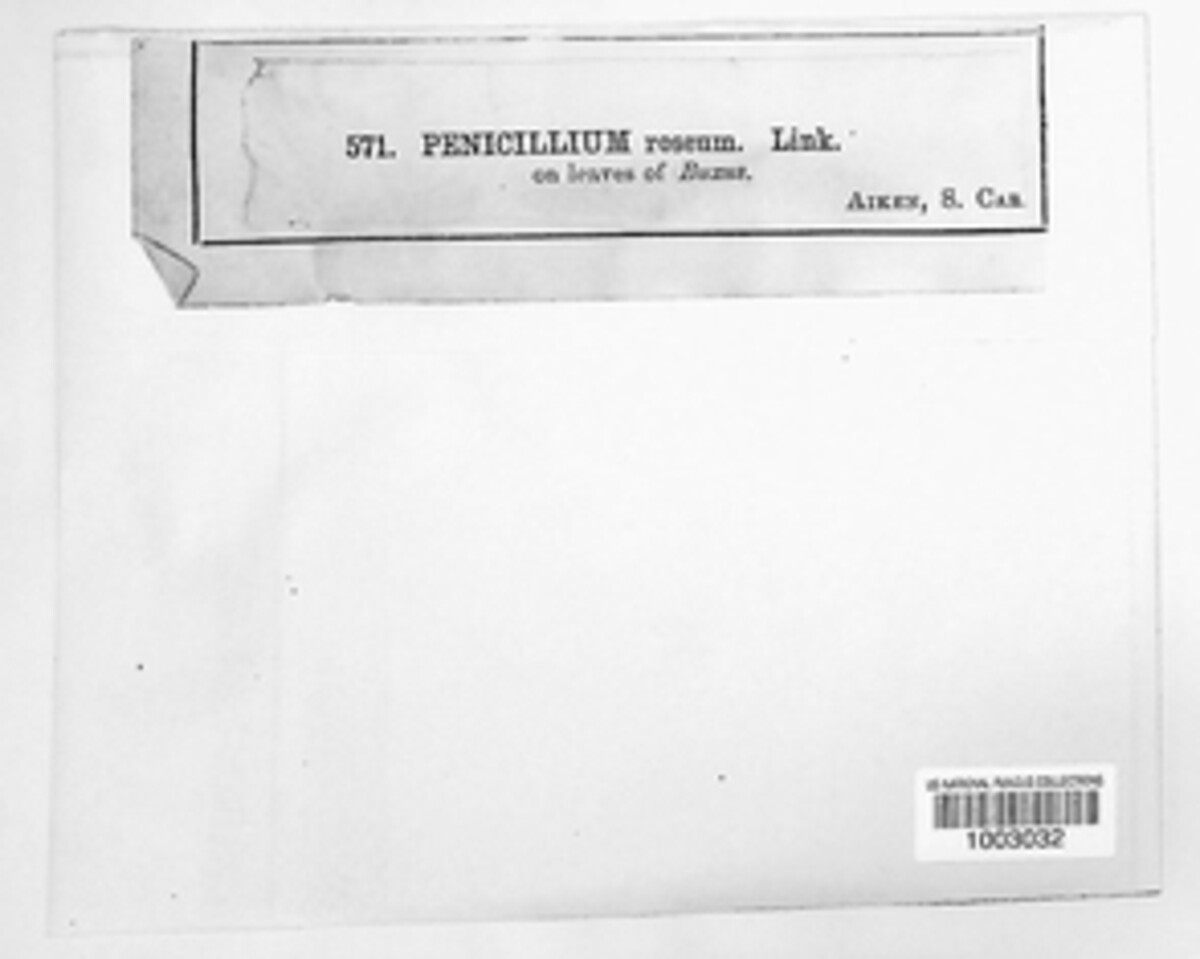 571. PENICILLIUM roseum. Link.
on leaves of Buxus.
AIKEN, S. CAR.
US NATIONAL FUNGUS COLLECTIONS
1003032